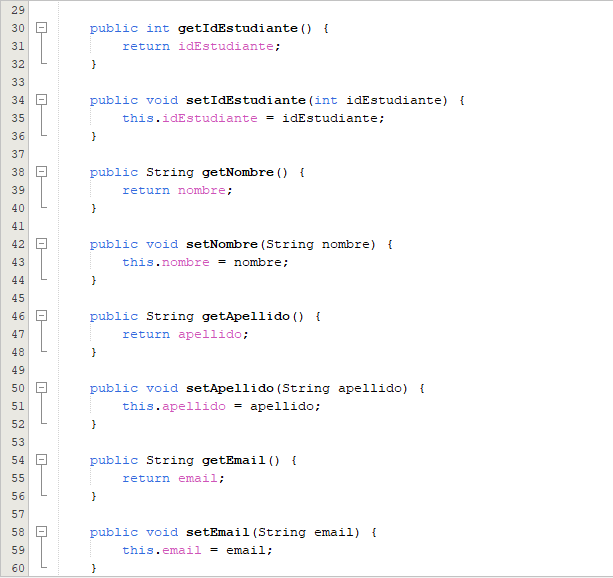 29
30 public int getIdEstudiante() {
31 return idEstudiante;
32 }
33
34 public void setIdEstudiante(int idEstudiante) {
35 this.idEstudiante = idEstudiante;
36 }
37
38 public String getNombre() {
39 return nombre;
40 }
41
42 public void setNombre(String nombre) {
43 this.nombre = nombre;
44 }
45
46 public String getApellido() {
47 return apellido;
48 }
49
50 public void setApellido(String apellido) {
51 this.apellido = apellido;
52 }
53
54 public String getEmail() {
55 return email;
56 }
57
58 public void setEmail(String email) {
59 this.email = email;
60 }